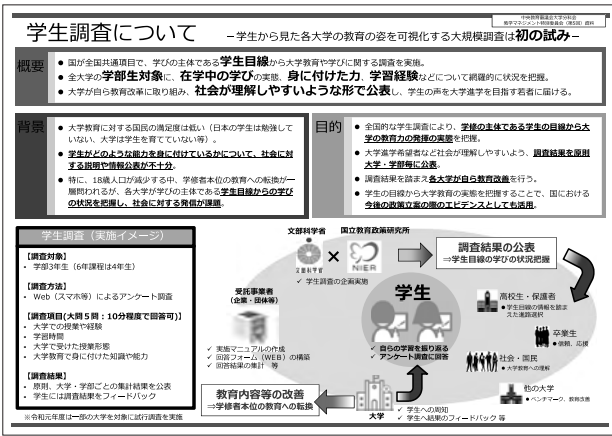 中央教育審議会大学分科会
教学マネジメント特別委員会（第5回）資料
学生調査について －学生から見た各大学の教育の姿を可視化する大規模調査は初の試み－
概要
● 国が全国共通項目で、学びの主体である学生目線から大学教育や学びに関する調査を実施。
● 全大学の学部生対象に、在学中の学びの実態、身に付けた力、学習経験などについて網羅的に状況を把握。
● 大学が自ら教育改革に取り組み、社会が理解しやすいような形で公表し、学生の声を大学進学を目指す若者に届ける。
背景
● 大学教育に対する国民の満足度は低い（日本の学生は勉強して
いない、大学は学生を育てていない等）。
● 学生がどのような能力を身に付けているかについて、社会に対
する説明や情報公表が不十分。
● 特に、18歳人口が減少する中、学修者本位の教育への転換が一
層問われるが、各大学が学びの主体である学生目線からの学び
の状況を把握し、社会に対する発信が課題。
目的
● 全国的な学生調査により、学修の主体である学生の目線から大
学の教育力の発揮の実態を把握。
● 大学進学希望者など社会が理解しやすいよう、調査結果を原則
大学・学部毎に公表。
● 調査結果を踏まえ各大学が自ら教育改善を行う。
● 学生の目線から大学教育の実態を把握することで、国における
今後の政策立案の際のエビデンスとしても活用。
学生調査（実施イメージ）
【調査対象】
・ 学部3年生（6年課程は4年生）
【調査方法】
・ Web（スマホ等）によるアンケート調査
【調査項目(大問５問：10分程度で回答可)】
・ 大学での授業や経験
・ 学習時間
・ 大学で受けた授業形態
・ 大学教育で身に付けた知識や能力
【調査結果】
・ 原則、大学・学部ごとの集計結果を公表
・ 学生には調査結果をフィードバック
※令和元年度は一部の大学を対象に試行調査を実施
文部科学省 国立教育政策研究所
文部科学省 × NIER
✓ 学生調査の企画実施
調査結果の公表
⇒学生目線の学びの状況把握
受託事業者
（企業・団体等）
✓ 実施マニュアルの作成
✓ 回答フォーム（WEB）の構築
✓ 回答結果の集計 等
学生
✓ 自らの学習を振り返る
✓ アンケート調査に回答
高校生・保護者
● 学生目線の情報を踏ま
えた進路選択
卒業生
● 信頼、応援
社会・国民
● 大学教育への理解
他の大学
● ベンチマーク、教育改善
教育内容等の改善
⇒学修者本位の教育への転換
大学
✓ 学生への周知
✓ 学生へ結果のフィードバック 等